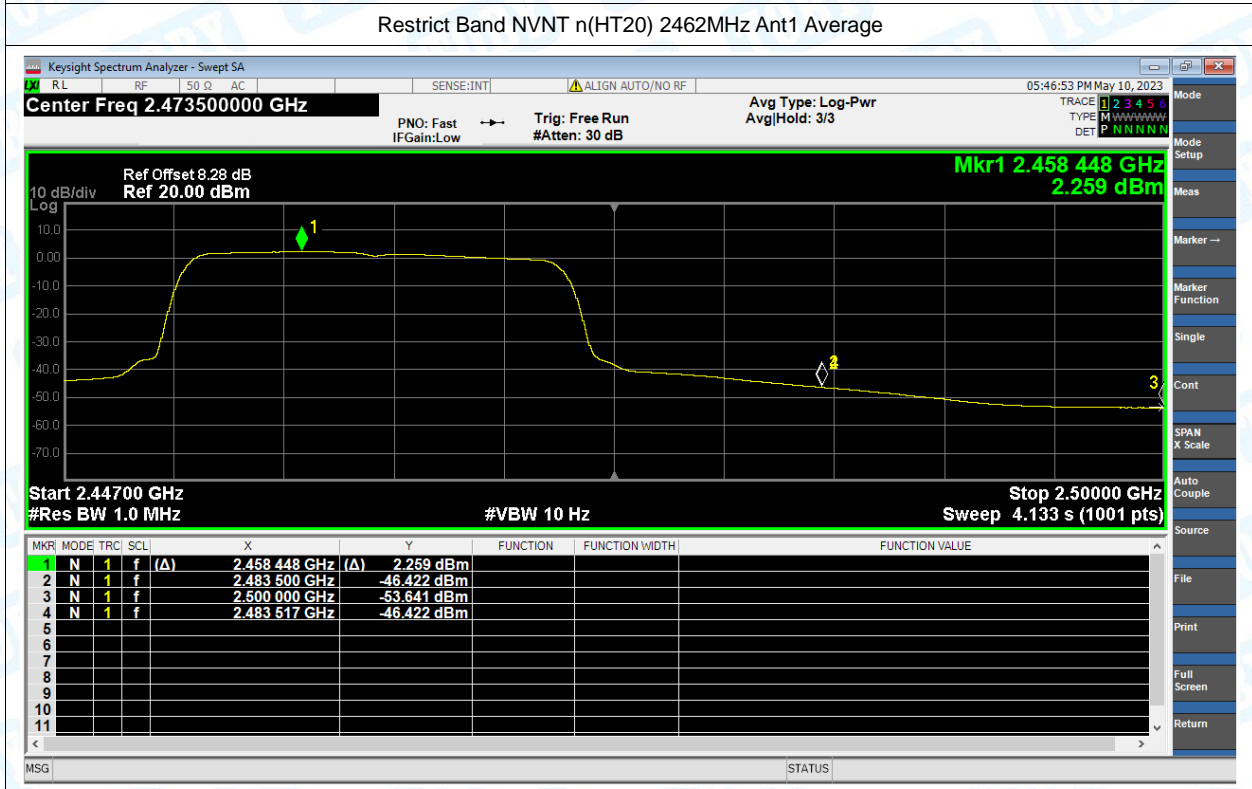 Restrict Band NVNT n(HT20) 2462MHz Ant1 Average
Keysight Spectrum Analyzer - Swept SA
LXI RL RF 50 Ω AC SENSE:INT ALIGN AUTO/NO RF 05:46:53 PM May 10, 2023
Center Freq 2.473500000 GHz
PNO: Fast
IFGain:Low
Trig: Free Run
#Atten: 30 dB
Avg Type: Log-Pwr
Avg|Hold: 3/3
TRACE 1 2 3 4 5 6
TYPE M WWWWW
DET P N N N N N
Ref Offset 8.28 dB
10 dB/div Ref 20.00 dBm
Log
Mkr1 2.458 448 GHz
2.259 dBm
10.0
0.00
-10.0
-20.0
-30.0
-40.0
-50.0
-60.0
-70.0
1
2
3
Start 2.44700 GHz
Stop 2.50000 GHz
#Res BW 1.0 MHz
#VBW 10 Hz
Sweep 4.133 s (1001 pts)
MKR MODE TRC SCL X Y FUNCTION FUNCTION WIDTH FUNCTION VALUE
1 N 1 f (Δ) 2.458 448 GHz (Δ) 2.259 dBm
2 N 1 f 2.483 500 GHz -46.422 dBm
3 N 1 f 2.500 000 GHz -53.641 dBm
4 N 1 f 2.483 517 GHz -46.422 dBm
5
6
7
8
9
10
11
MSG
STATUS
Mode
Mode
Setup
Meas
Marker→
Marker
Function
Single
Cont
SPAN
X Scale
Auto
Couple
Source
File
Print
Full
Screen
Return